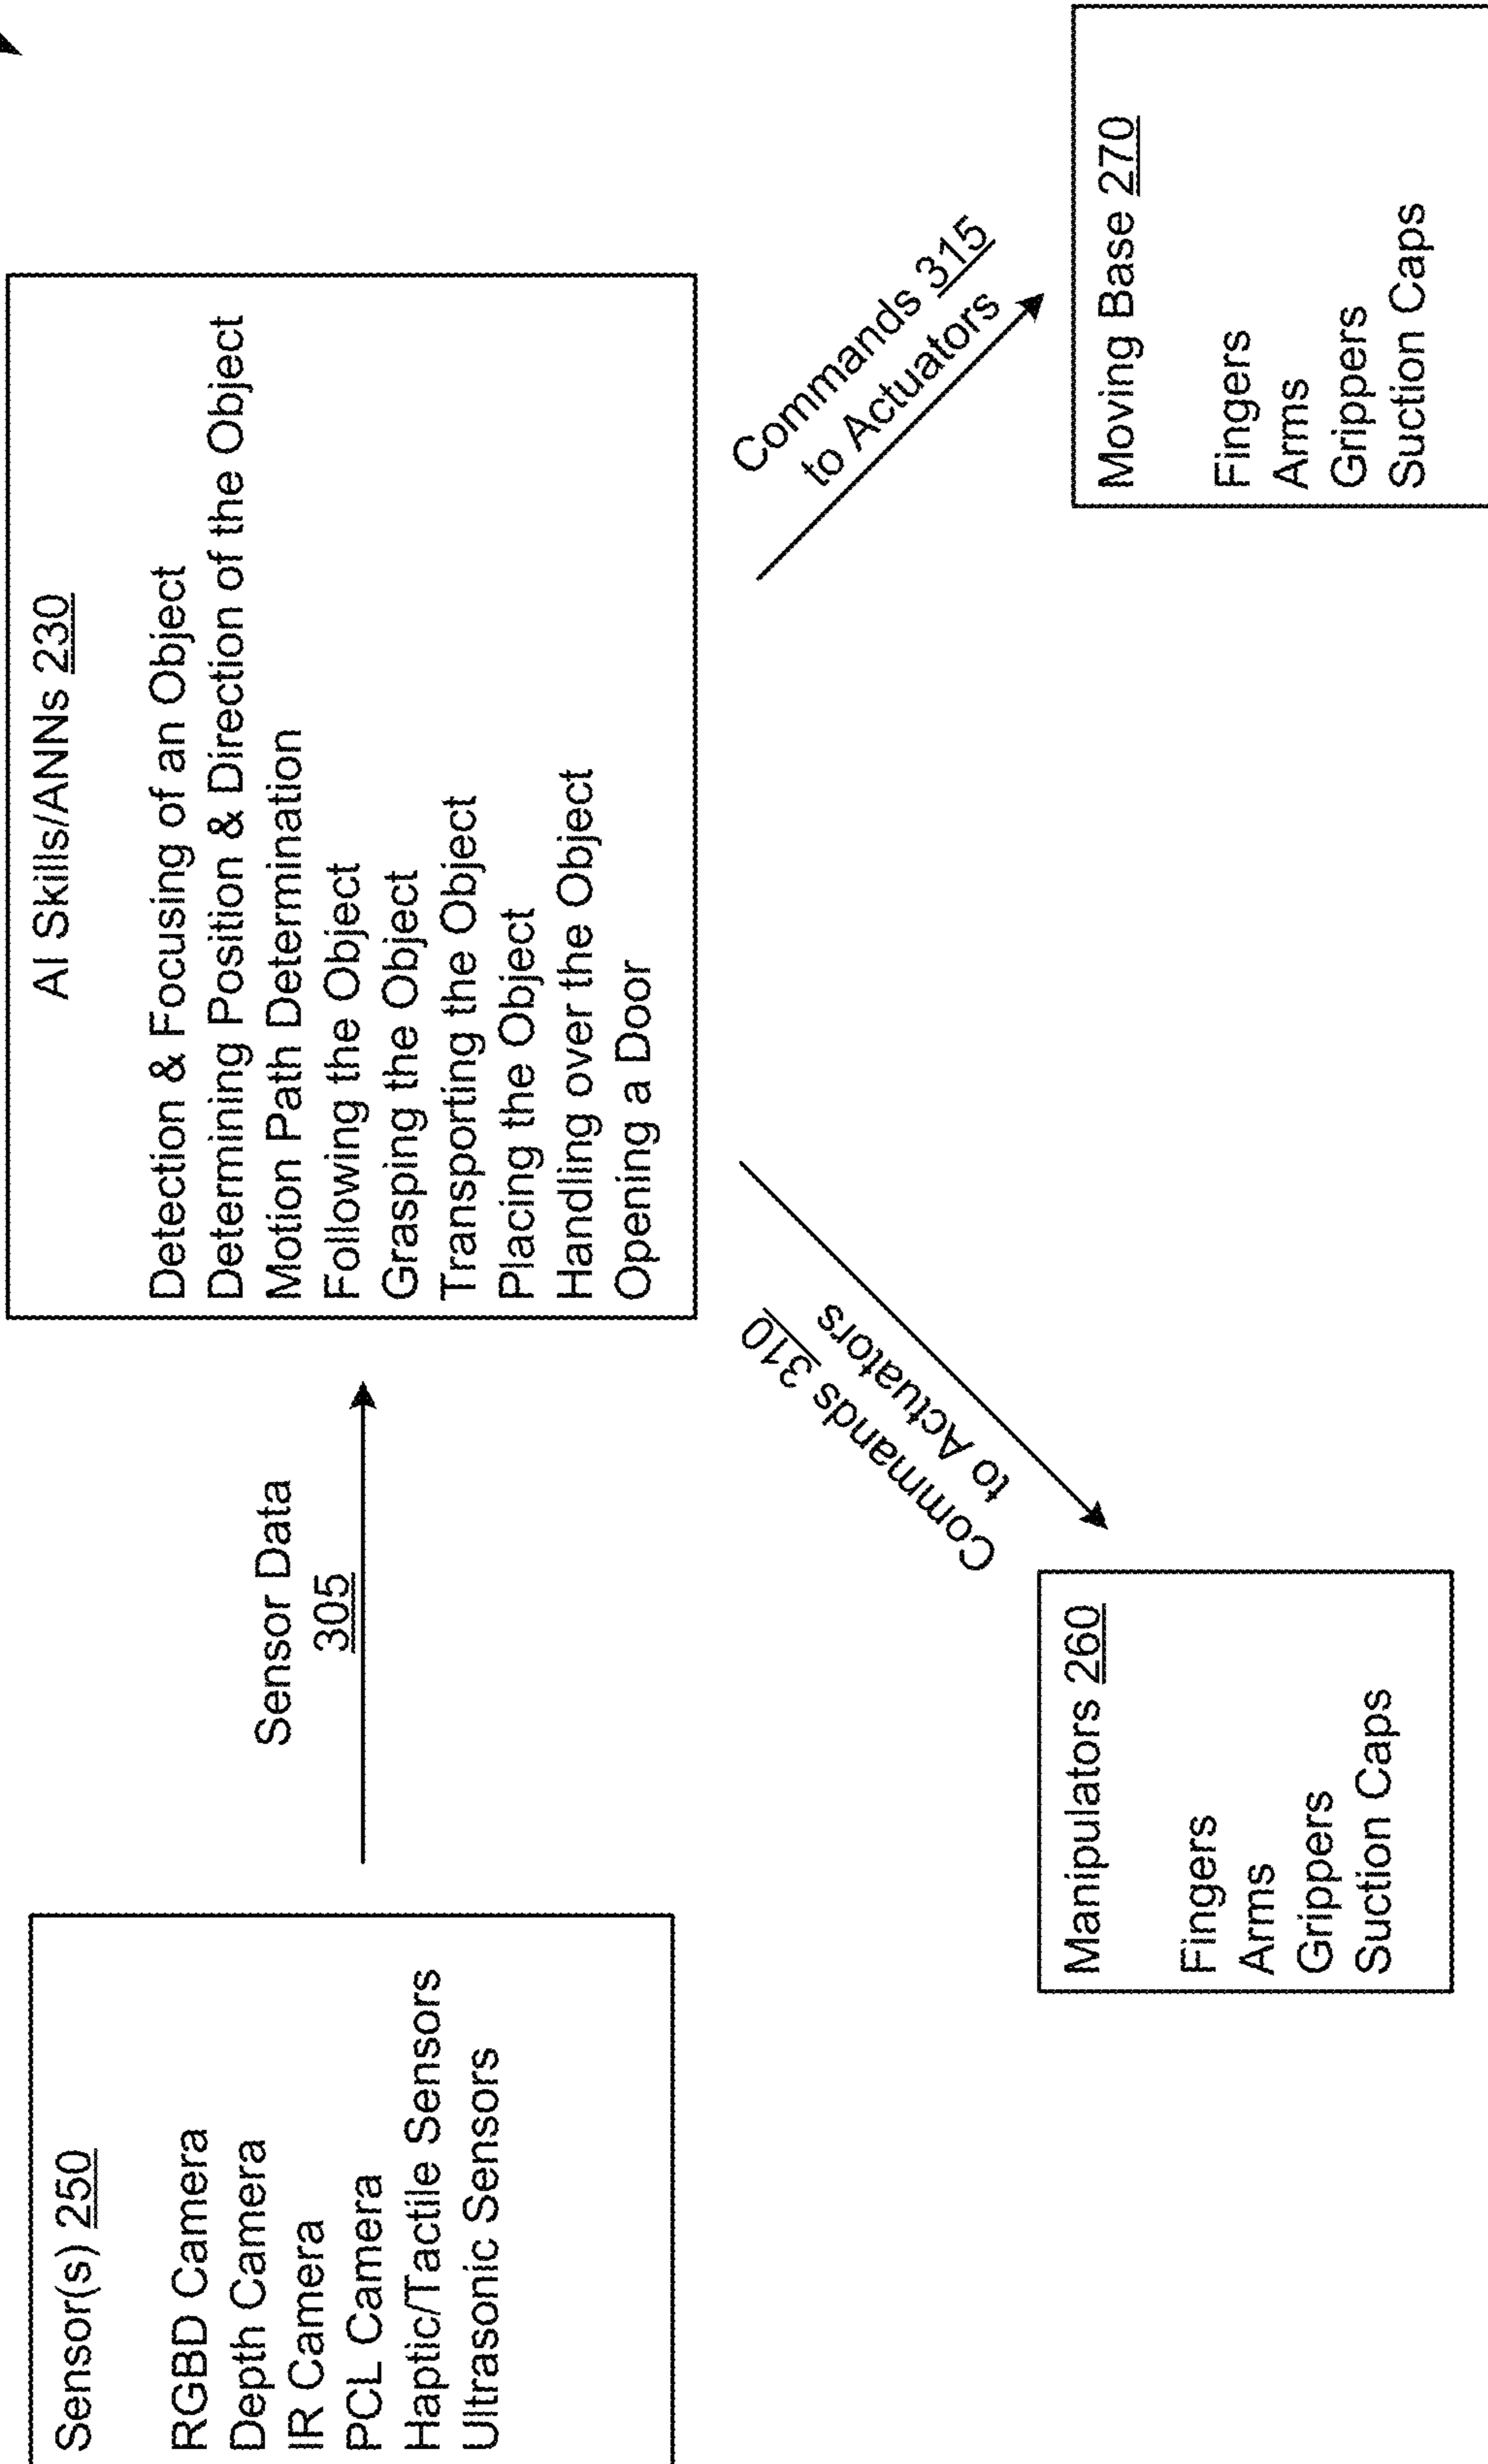 Sensor(s) 250
RGBD Camera
Depth Camera
IR Camera
PCL Camera
Haptic/Tactile Sensors
Ultrasonic Sensors
Sensor Data
305
AI Skills/ANNs 230
Detection & Focusing of an Object
Determining Position & Direction of the Object
Motion Path Determination
Following the Object
Grasping the Object
Transporting the Object
Placing the Object
Handling over the Object
Opening a Door
Commands 310
to Actuators
Commands 315
to Actuators
Manipulators 260
Fingers
Arms
Grippers
Suction Caps
Moving Base 270
Fingers
Arms
Grippers
Suction Caps